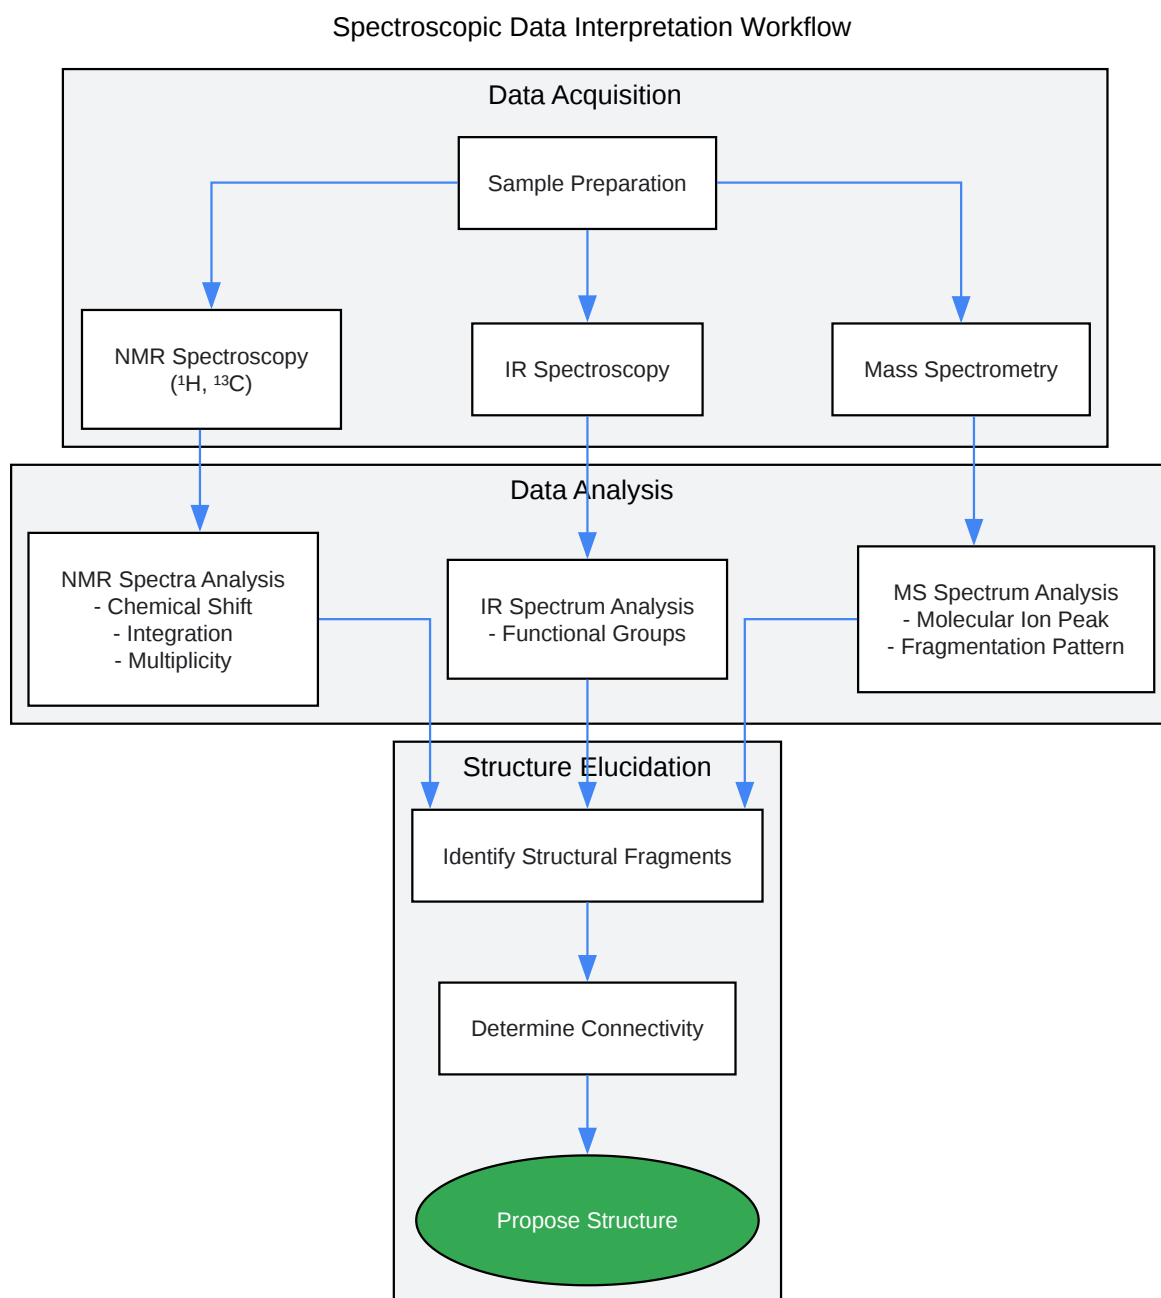 Spectroscopic Data Interpretation Workflow
Data Acquisition
Sample Preparation
NMR Spectroscopy
(¹H, ¹³C)
IR Spectroscopy
Mass Spectrometry
Data Analysis
NMR Spectra Analysis
- Chemical Shift
- Integration
- Multiplicity
IR Spectrum Analysis
- Functional Groups
MS Spectrum Analysis
- Molecular Ion Peak
- Fragmentation Pattern
Structure Elucidation
Identify Structural Fragments
Determine Connectivity
Propose Structure